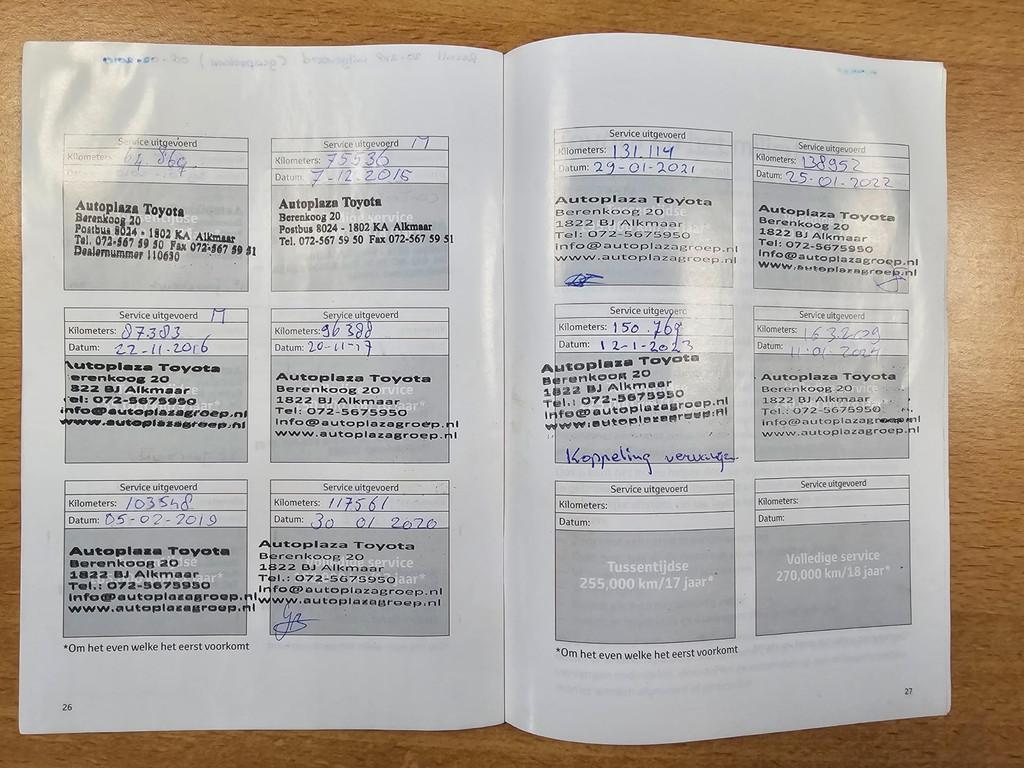 Service uitgevoerd
Kilometers: 64.869
Autoplaza Toyota
Berenkoog 20
Postbus 8024 - 1802 KA Alkmaar
Tel. 072-567 59 50 Fax 072-567 59 51
Dealernummer 110630
Service uitgevoerd M
Kilometers: 75536
Datum: 7-12-2015
Autoplaza Toyota
Berenkoog 20
Postbus 8024 - 1802 KA Alkmaar
Tel. 072-567 59 50 Fax 072-567 59 51
Service uitgevoerd M
Kilometers: 87.383
Datum: 22-11-2016
Autoplaza Toyota
erenkoog 20
822 BJ Alkmaar
el.: 072-5675950
info@autoplazagroep.nl
www.autoplazagroep.nl
Service uitgevoerd
Kilometers: 96388
Datum: 20-11-17
Autoplaza Toyota
Berenkoog 20
1822 BJ Alkmaar
Tel.: 072-5675950
info@autoplazagroep.nl
www.autoplazagroep.nl
Service uitgevoerd
Kilometers: 103548
Datum: 05-02-2019
Autoplaza Toyota
Berenkoog 20
1822 BJ Alkmaar
Tel.: 072-5675950
info@autoplazagroep.nl
www.autoplazagroep.nl
Service uitgevoerd
Kilometers: 117561
Datum: 30 01 2020
Autoplaza Toyota
Berenkoog 20
1822 BJ Alkmaar
Tel.: 072-5675950
info@autoplazagroep.nl
www.autoplazagroep.nl
*Om het even welke het eerst voorkomt
26
Service uitgevoerd
Kilometers: 131.114
Datum: 29-01-2021
Autoplaza Toyota
Berenkoog 20
1822 BJ Alkmaar
Tel: 072-5675950
info@autoplazagroep.nl
www.autoplazagroep.nl
Service uitgevoerd
Kilometers: 138952
Datum: 25-01-2022
Autoplaza Toyota
Berenkoog 20
1822 BJ Alkmaar
Tel: 072-5675950
info@autoplazagroep.nl
www.autoplazagroep.nl
Service uitgevoerd
Kilometers: 150.769
Datum: 12-1-2023
Autoplaza Toyota
Berenkoog 20
1822 BJ Alkmaar
Tel.: 072-5675950
info@autoplazagroep.nl
www.autoplazagroep.nl
Koppeling vervangen
Service uitgevoerd
Kilometers: 163.209
Datum: 11-01-2024
Autoplaza Toyota
Berenkoog 20
1822 BJ Alkmaar
Tel.: 072-5675950
info@autoplazagroep.nl
www.autoplazagroep.nl
Service uitgevoerd
Kilometers:
Datum:
Tussentijdse
255,000 km/17 jaar*
Service uitgevoerd
Kilometers:
Datum:
Volledige service
270,000 km/18 jaar*
*Om het even welke het eerst voorkomt
27